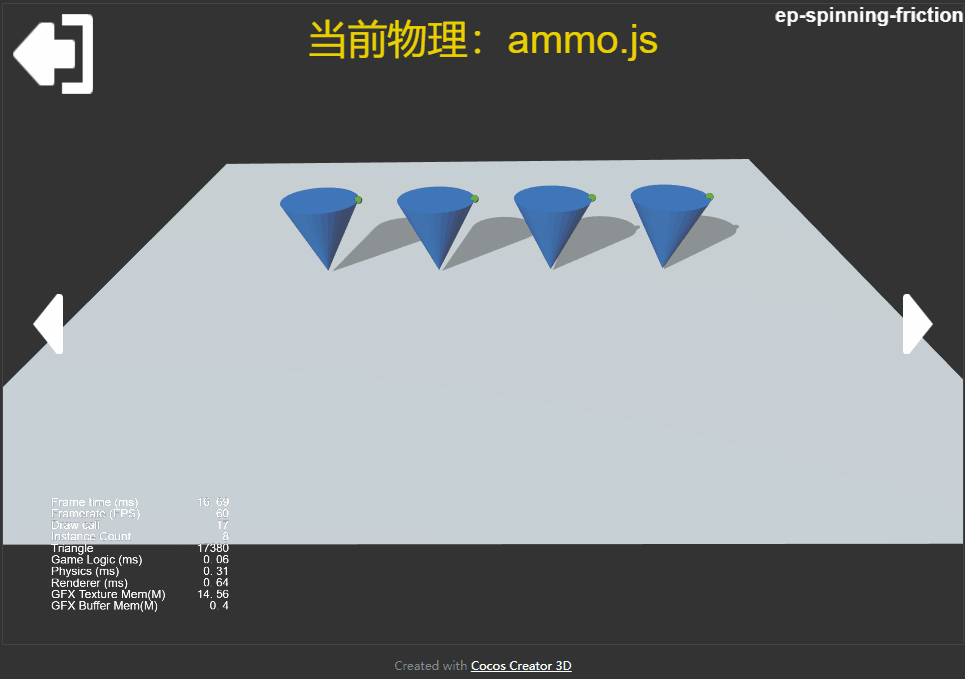 ep-spinning-friction
当前物理：ammo.js
Frame time (ms) 16.69
Framerate (FPS) 60
Draw call 17
Instance Count 8
Triangle 17380
Game Logic (ms) 0.06
Physics (ms) 0.31
Renderer (ms) 0.64
GFX Texture Mem(M) 14.56
GFX Buffer Mem(M) 0.4
Created with Cocos Creator 3D